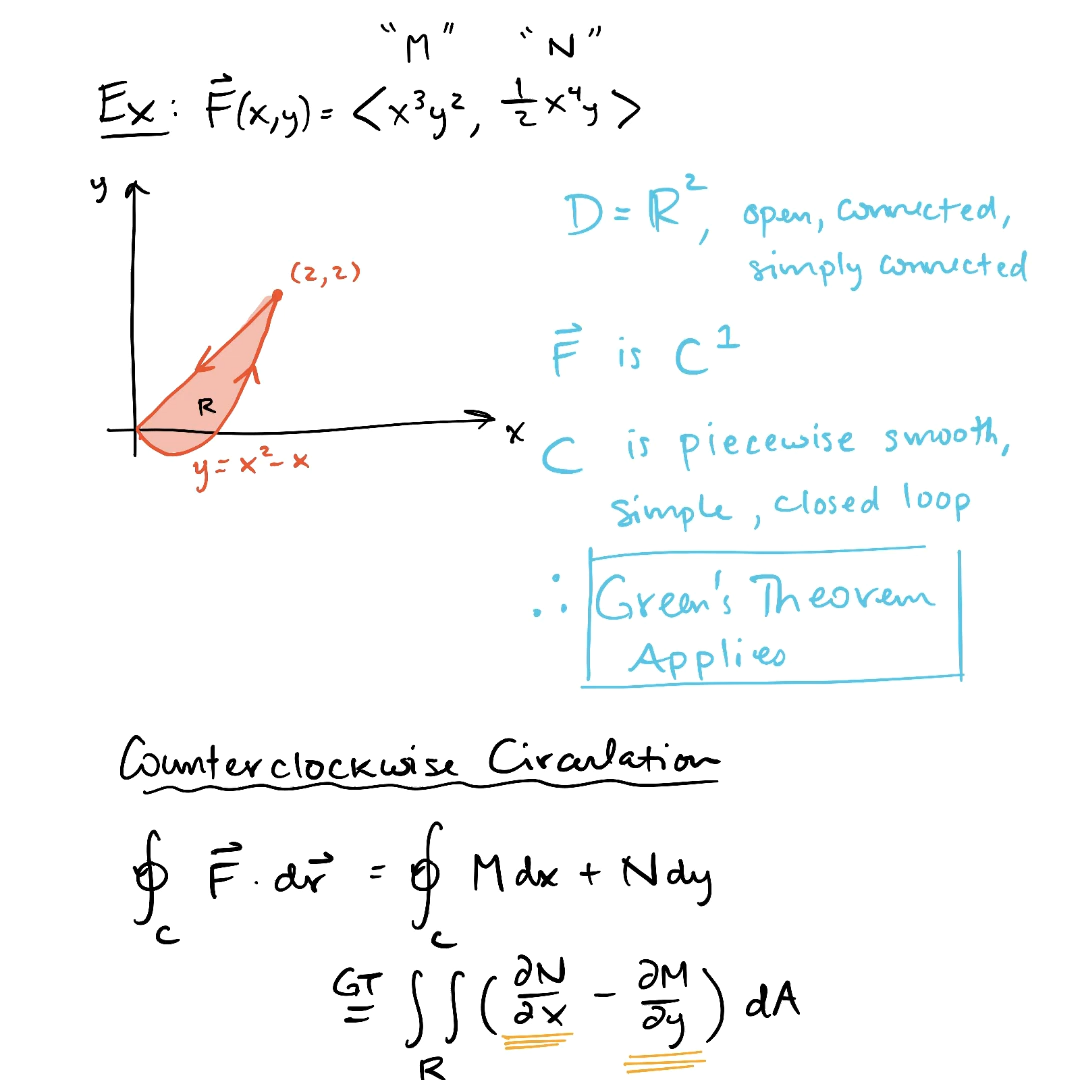 "M" "N"
Ex: F⃗(x,y) = <x³y², ½x⁴y>
y
(2,2)
R
x
y = x² - x
D = ℝ², open, connected,
simply connected
F⃗ is C¹
C is piecewise smooth,
simple, closed loop
∴ Green's Theorem
Applies
Counterclockwise Circulation
∮_C F⃗ · dr⃗ = ∮_C M dx + N dy
GT= ∬_R (∂N/∂x - ∂M/∂y) dA